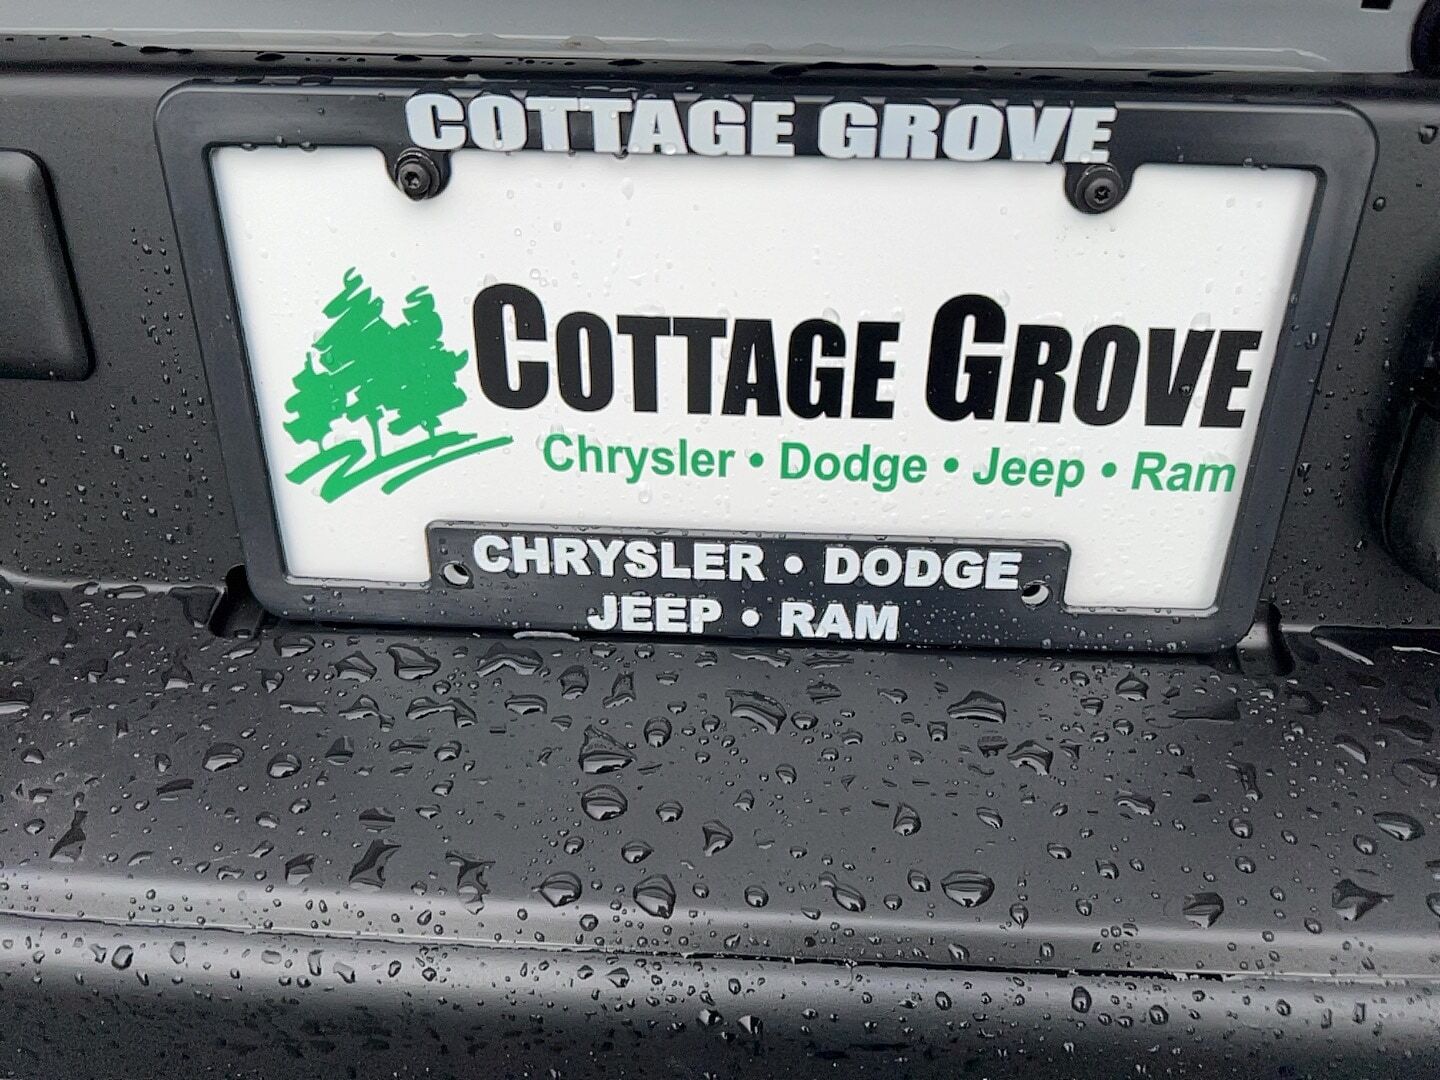 COTTAGE GROVE
COTTAGE GROVE
Chrysler • Dodge • Jeep • Ram
CHRYSLER • DODGE
JEEP • RAM